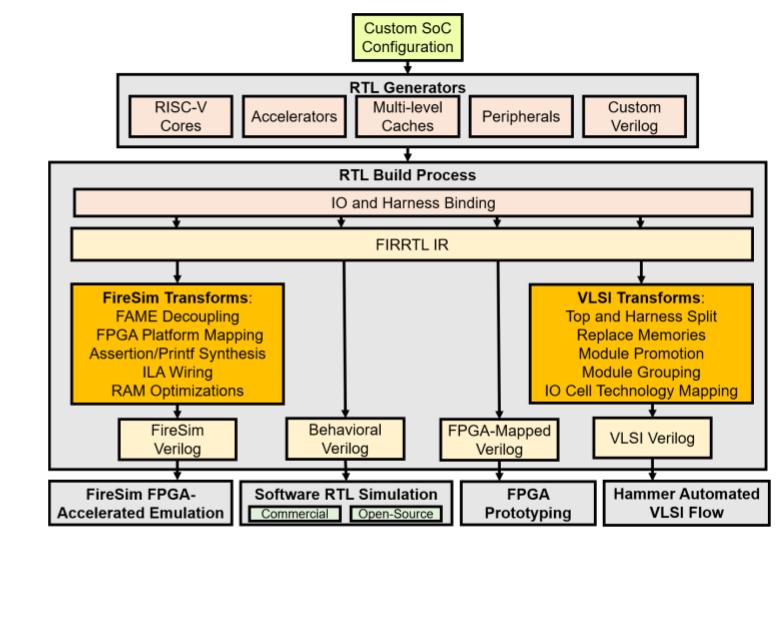 Custom SoC
Configuration
RTL Generators
RISC-V
Cores
Accelerators
Multi-level
Caches
Peripherals
Custom
Verilog
RTL Build Process
IO and Harness Binding
FIRRTL IR
FireSim Transforms:
FAME Decoupling
FPGA Platform Mapping
Assertion/Printf Synthesis
ILA Wiring
RAM Optimizations
VLSI Transforms:
Top and Harness Split
Replace Memories
Module Promotion
Module Grouping
IO Cell Technology Mapping
FireSim
Verilog
Behavioral
Verilog
FPGA-Mapped
Verilog
VLSI Verilog
FireSim FPGA-
Accelerated Emulation
Software RTL Simulation
Commercial
Open-Source
FPGA
Prototyping
Hammer Automated
VLSI Flow